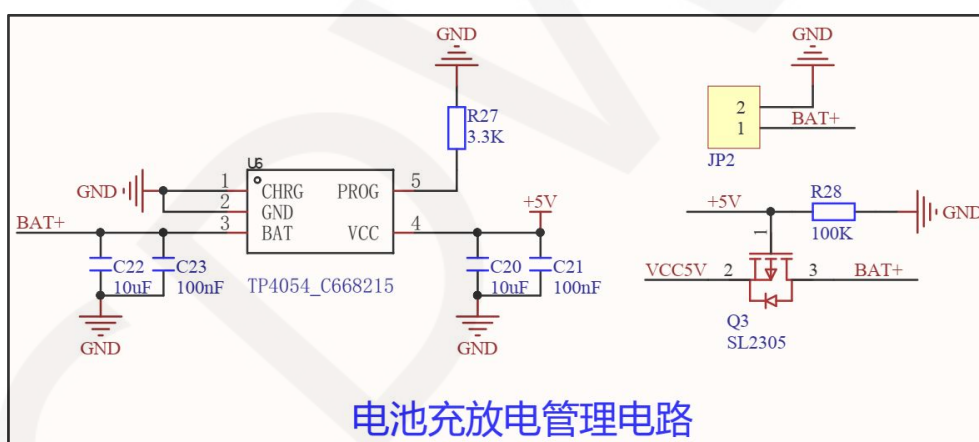 GND
R27
3.3K
U6
GND
1
CHRG
PROG
5
2
GND
BAT+
3
BAT
VCC
4
+5V
C22
10uF
C23
100nF
TP4054_C668215
C20
10uF
C21
100nF
GND
GND
GND
2
1
BAT+
JP2
+5V
R28
100K
GND
1
VCC5V
2
3
BAT+
Q3
SL2305
电池充放电管理电路